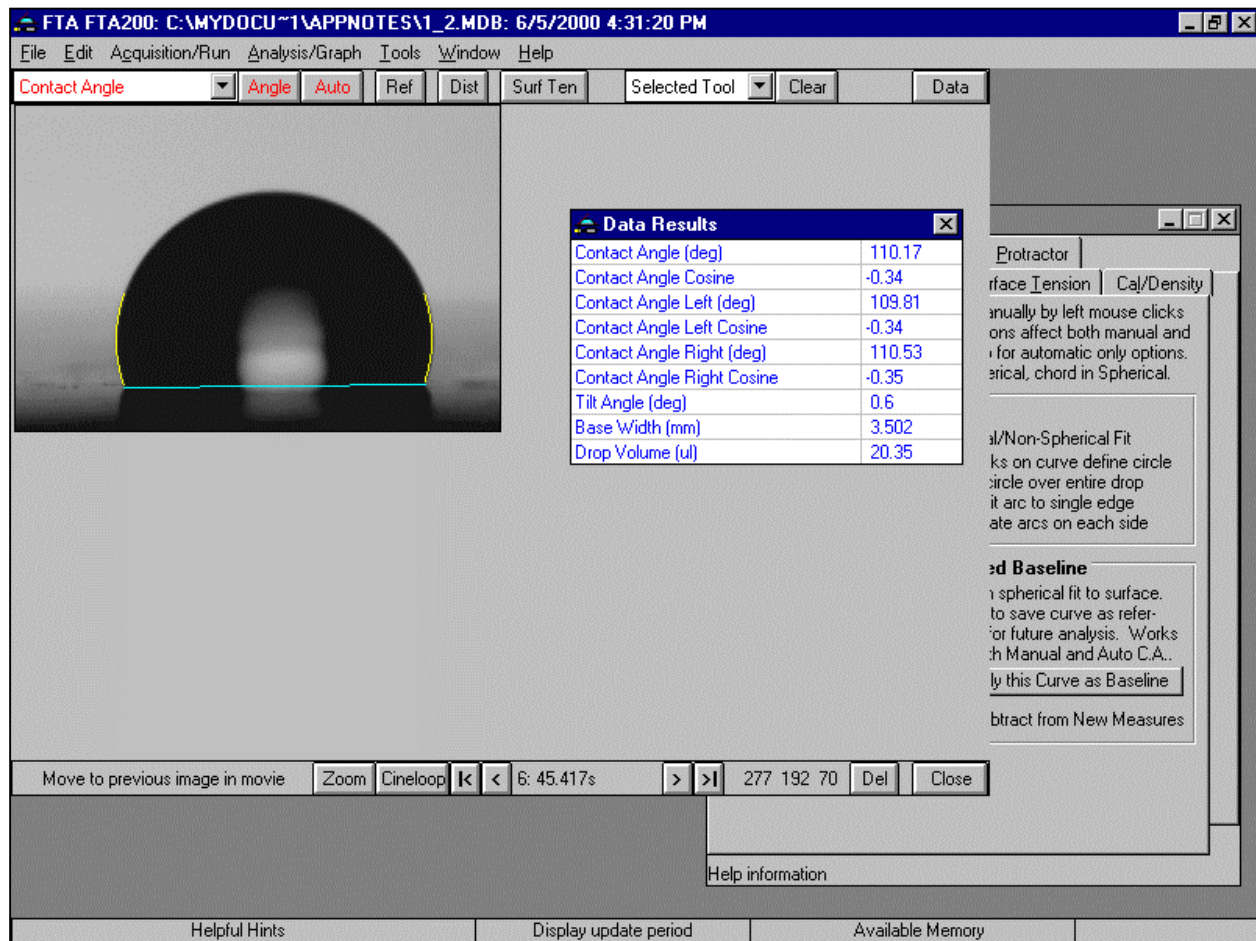 FTA FTA200: C:\MYDOCU~1\APPNOTES\1_2.MDB: 6/5/2000 4:31:20 PM
File Edit Acquisition/Run Analysis/Graph Tools Window Help
Contact Angle Angle Auto Ref Dist Surf Ten Selected Tool Clear Data
Data Results
Contact Angle (deg) 110.17
Contact Angle Cosine -0.34
Contact Angle Left (deg) 109.81
Contact Angle Left Cosine -0.34
Contact Angle Right (deg) 110.53
Contact Angle Right Cosine -0.35
Tilt Angle (deg) 0.6
Base Width (mm) 3.502
Drop Volume (ul) 20.35
Protractor
rface Tension Cal/Density
anually by left mouse clicks
ons affect both manual and
for automatic only options.
erical, chord in Spherical.
al/Non-Spherical Fit
ks on curve define circle
circle over entire drop
it arc to single edge
ate arcs on each side
ed Baseline
spherical fit to surface.
to save curve as refer-
for future analysis. Works
th Manual and Auto C.A..
ly this Curve as Baseline
btract from New Measures
Move to previous image in movie Zoom Cineloop 6: 45.417s 277 192 70 Del Close
Help information
Helpful Hints Display update period Available Memory